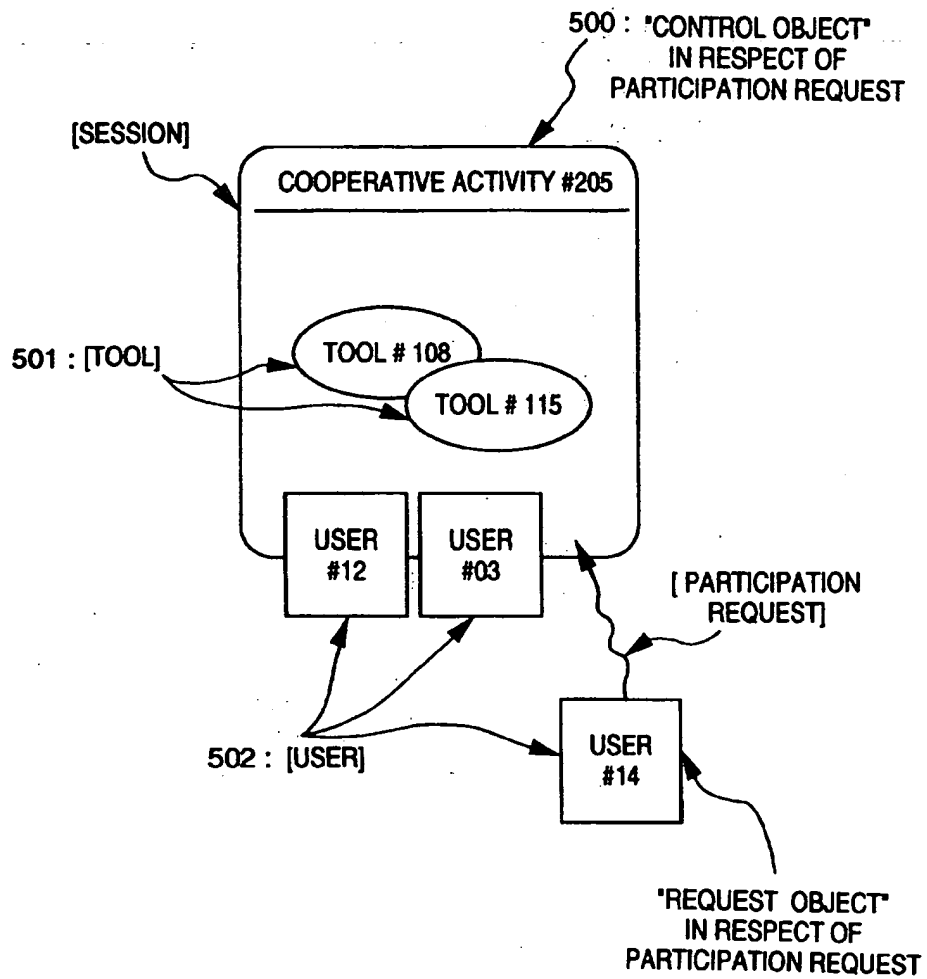 500 : "CONTROL OBJECT"
IN RESPECT OF
PARTICIPATION REQUEST
[SESSION]
COOPERATIVE ACTIVITY #205
501 : [TOOL]
TOOL # 108
TOOL # 115
USER
#12
USER
#03
[ PARTICIPATION
REQUEST]
502 : [USER]
USER
#14
"REQUEST OBJECT"
IN RESPECT OF
PARTICIPATION REQUEST